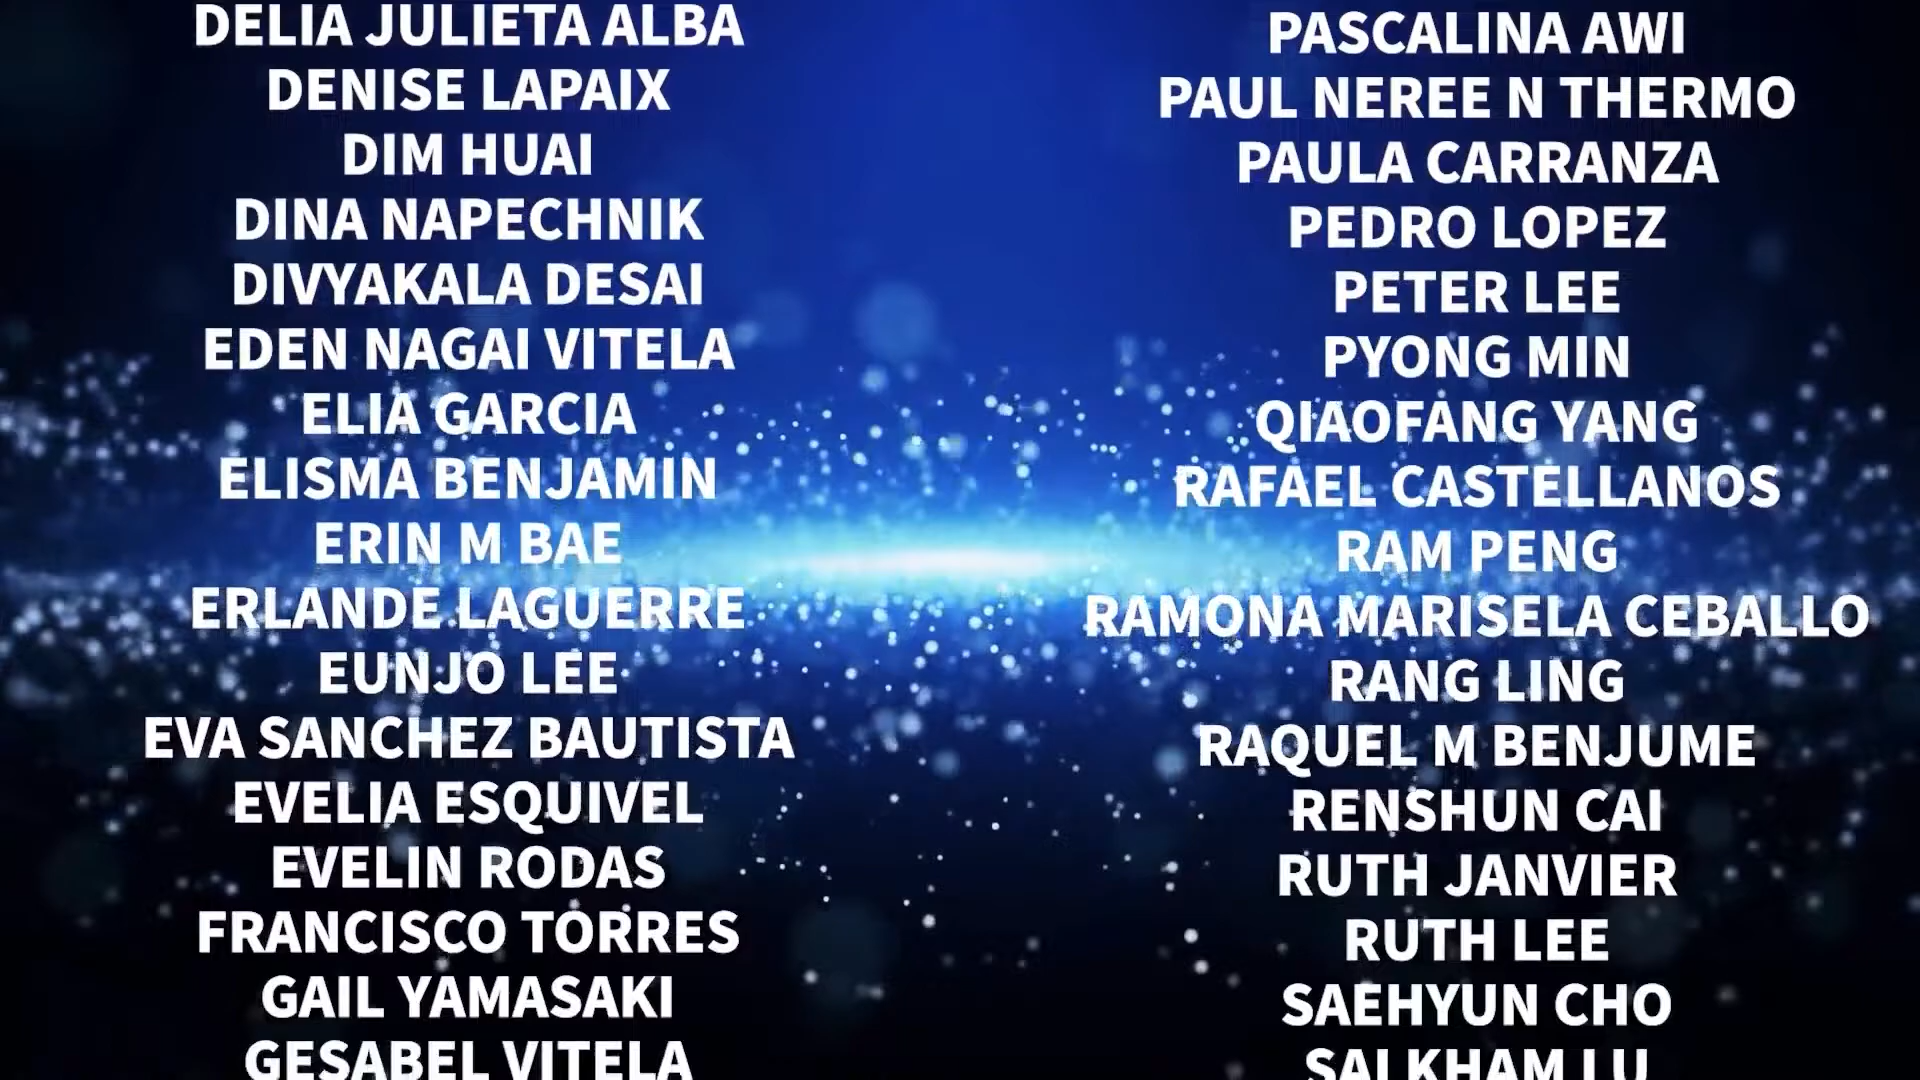 DELIA JULIETA ALBA
DENISE LAPAIX
DIM HUAI
DINA NAPECHNIK
DIVYAKALA DESAI
EDEN NAGAI VITELA
ELIA GARCIA
ELISMA BENJAMIN
ERIN M BAE
ERLANDE LAGUERRE
EUNJO LEE
EVA SANCHEZ BAUTISTA
EVELIA ESQUIVEL
EVELIN RODAS
FRANCISCO TORRES
GAIL YAMASAKI
GESABEL VITELA
PASCALINA AWI
PAUL NEREE N THERMO
PAULA CARRANZA
PEDRO LOPEZ
PETER LEE
PYONG MIN
QIAOFANG YANG
RAFAEL CASTELLANOS
RAM PENG
RAMONA MARISELA CEBALLO
RANG LING
RAQUEL M BENJUME
RENSHUN CAI
RUTH JANVIER
RUTH LEE
SAEHYUN CHO
SAI KHAM LU